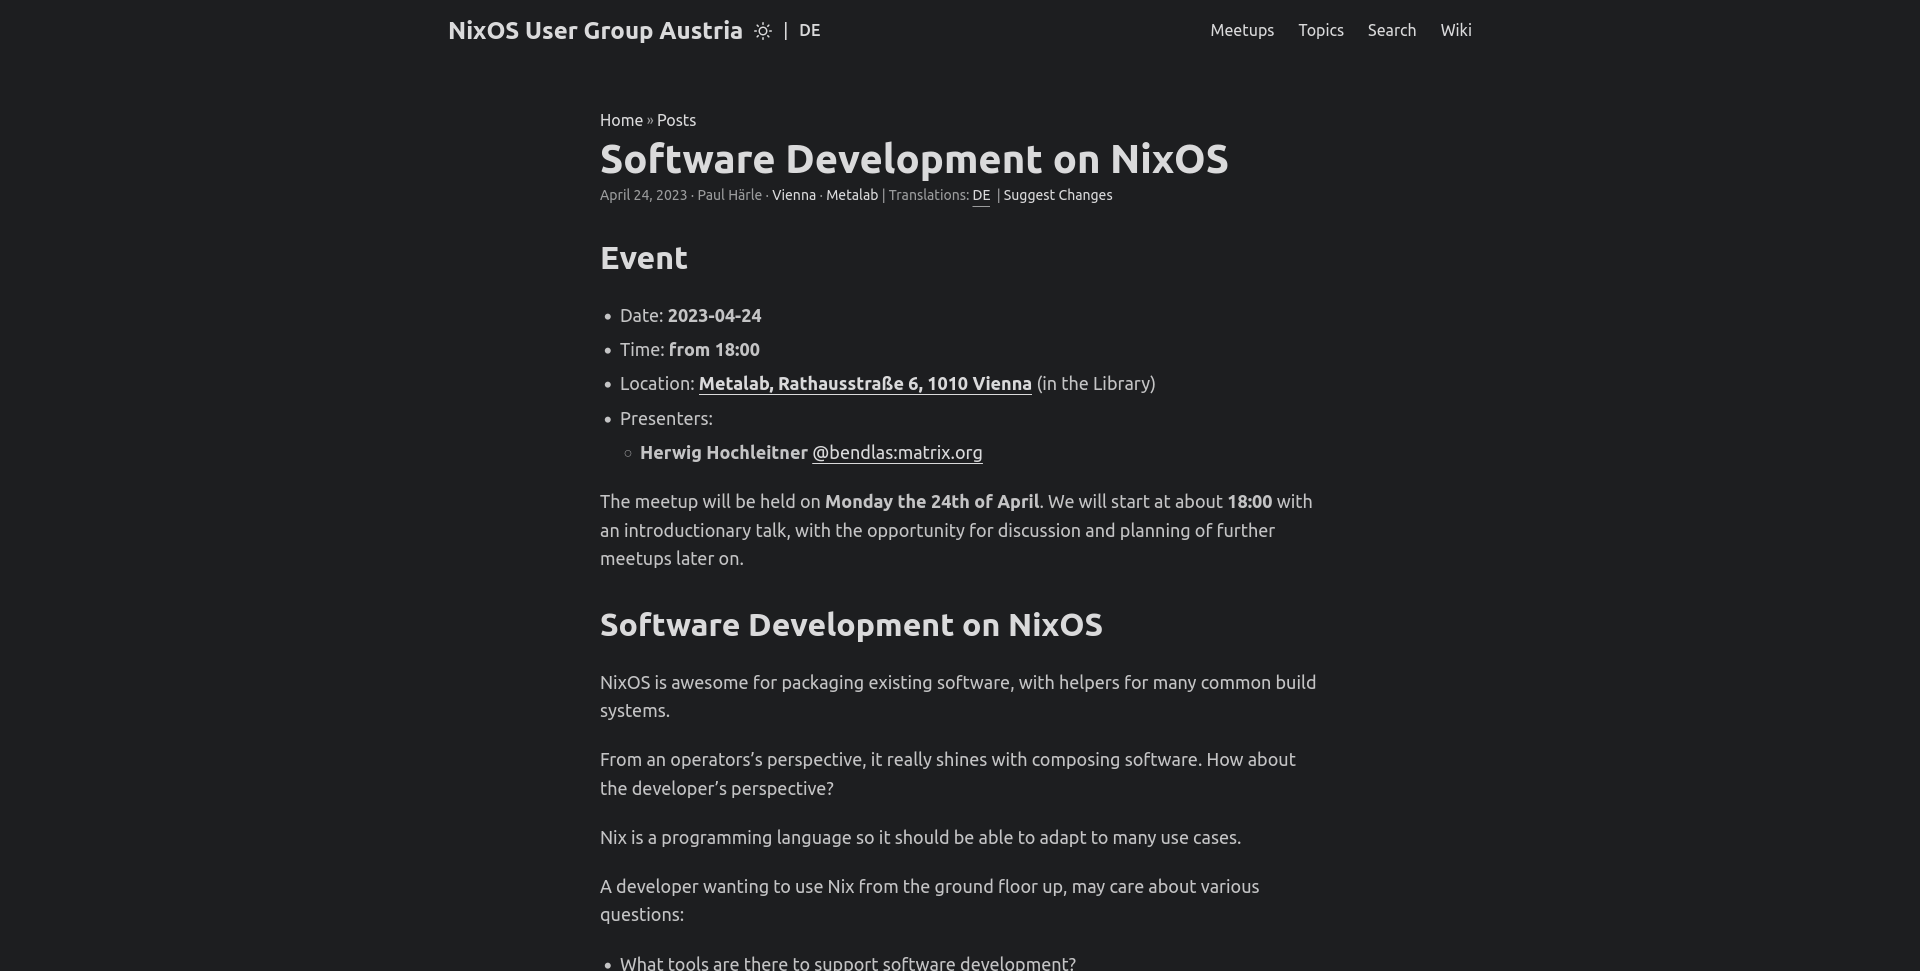 NixOS User Group Austria | DE
Meetups Topics Search Wiki
Home » Posts
Software Development on NixOS
April 24, 2023 · Paul Härle · Vienna · Metalab | Translations: DE | Suggest Changes
Event
• Date: 2023-04-24
• Time: from 18:00
• Location: Metalab, Rathausstraße 6, 1010 Vienna (in the Library)
• Presenters:
◦ Herwig Hochleitner @bendlas:matrix.org
The meetup will be held on Monday the 24th of April. We will start at about 18:00 with
an introductionary talk, with the opportunity for discussion and planning of further
meetups later on.
Software Development on NixOS
NixOS is awesome for packaging existing software, with helpers for many common build
systems.
From an operators’s perspective, it really shines with composing software. How about
the developer’s perspective?
Nix is a programming language so it should be able to adapt to many use cases.
A developer wanting to use Nix from the ground floor up, may care about various
questions:
• What tools are there to support software development?